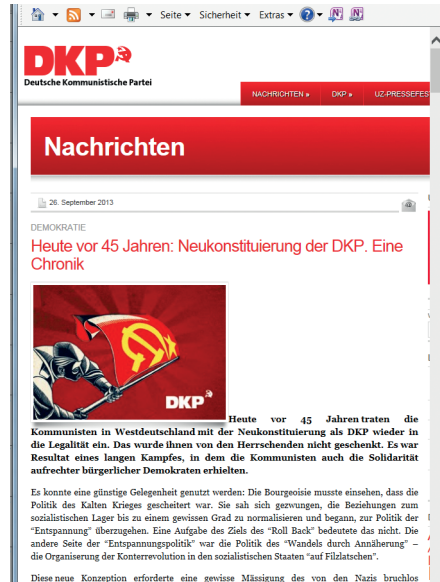 Seite Sicherheit Extras
DKP
Deutsche Kommunistische Partei
NACHRICHTEN » DKP » UZ-PRESSEFES
Nachrichten
26. September 2013
DEMOKRATIE
Heute vor 45 Jahren: Neukonstituierung der DKP. Eine
Chronik
DKP
Heute vor 45 Jahren traten die
Kommunisten in Westdeutschland mit der Neukonstituierung als DKP wieder in
die Legalität ein. Das wurde ihnen von den Herrschenden nicht geschenkt. Es war
Resultat eines langen Kampfes, in dem die Kommunisten auch die Solidarität
aufrechter bürgerlicher Demokraten erhielten.
Es konnte eine günstige Gelegenheit genutzt werden: Die Bourgeoisie musste einsehen, dass die
Politik des Kalten Krieges gescheitert war. Sie sah sich gezwungen, die Beziehungen zum
sozialistischen Lager bis zu einem gewissen Grad zu normalisieren und begann, zur Politik der
“Entspannung” überzugehen. Eine Aufgabe des Ziels des “Roll Back” bedeutete das nicht. Die
andere Seite der “Entspannungspolitik” war die Politik des “Wandels durch Annäherung” –
die Organisierung der Konterrevolution in den sozialistischen Staaten “auf Filzlatschen”.
Diese neue Konzeption erforderte eine gewisse Mässigung des von den Nazis bruchlos